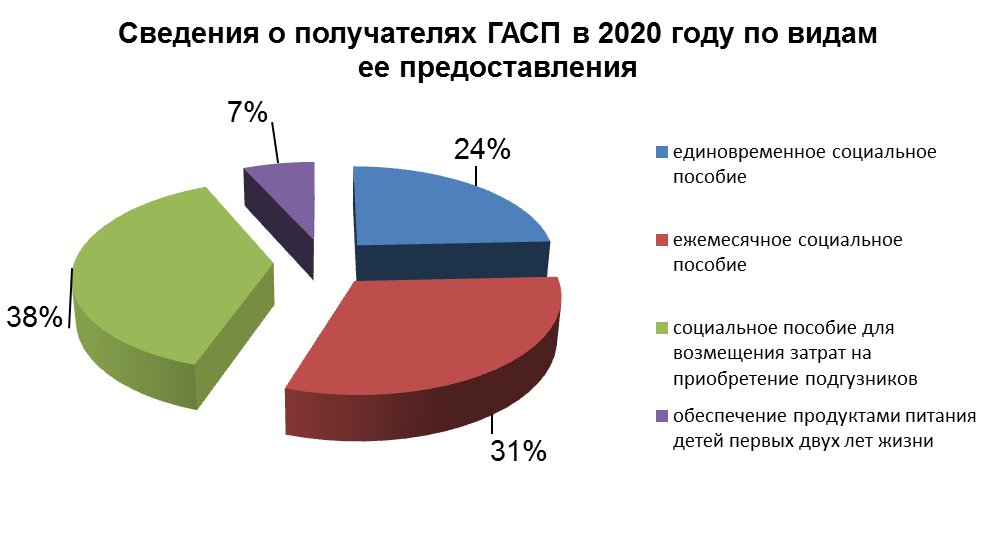 Сведения о получателях ГАСП в 2020 году по видам
ее предоставления
7%
24%
38%
31%
единовременное социальное
пособие
ежемесячное социальное
пособие
социальное пособие для
возмещения затрат на
приобретение подгузников
обеспечение продуктами питания
детей первых двух лет жизни